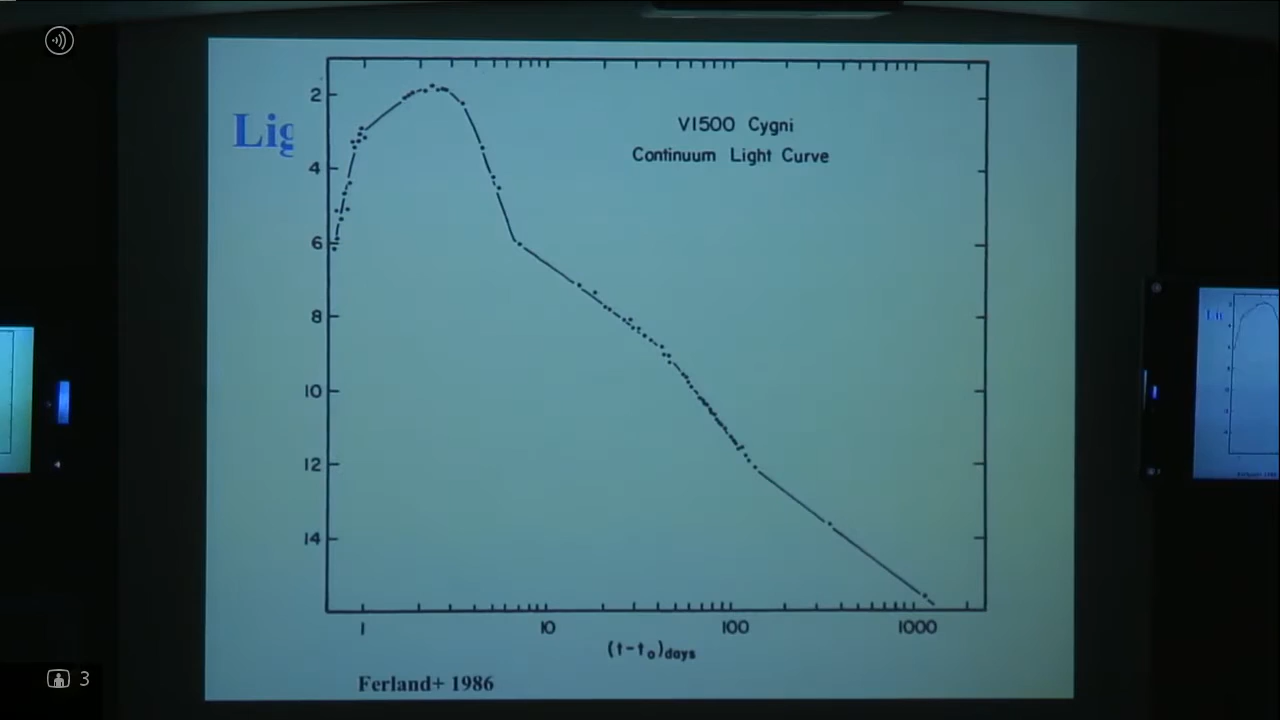 Lig
V1500 Cygni
Continuum Light Curve
2
4
6
8
10
12
14
1
10
100
1000
(t-t₀)days
Ferland+ 1986
3